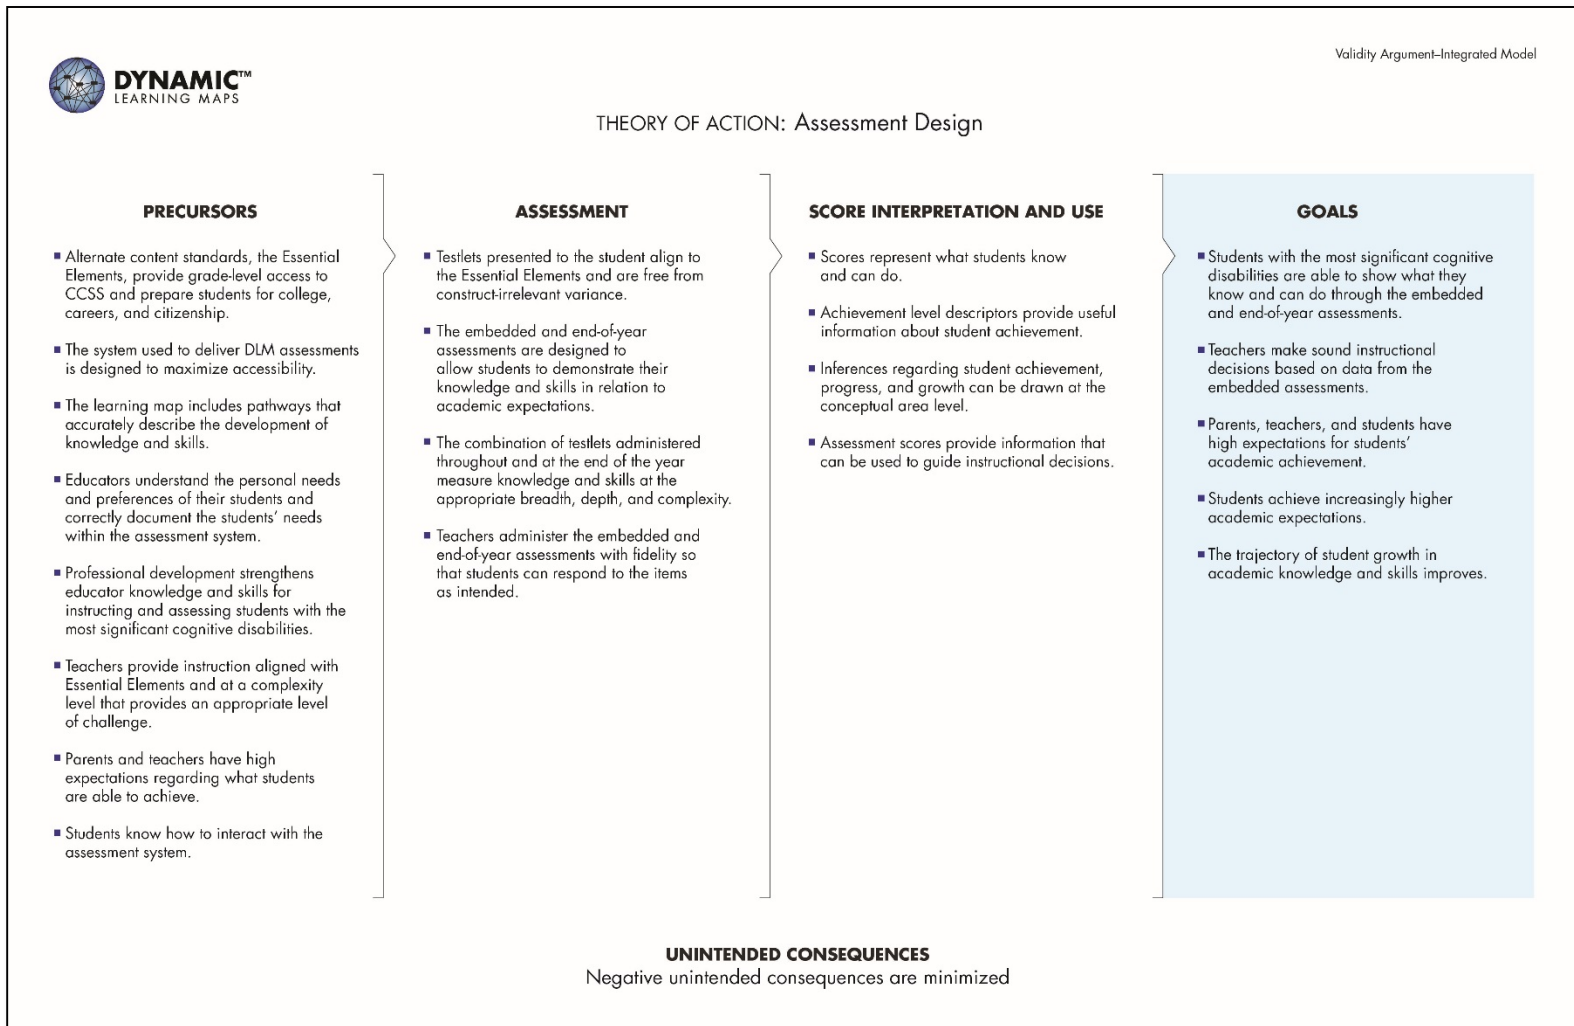 Validity Argument–Integrated Model
DYNAMIC™
LEARNING MAPS
THEORY OF ACTION: Assessment Design
PRECURSORS
■ Alternate content standards, the Essential
Elements, provide grade-level access to
CCSS and prepare students for college,
careers, and citizenship.
■ The system used to deliver DLM assessments
is designed to maximize accessibility.
■ The learning map includes pathways that
accurately describe the development of
knowledge and skills.
■ Educators understand the personal needs
and preferences of their students and
correctly document the students’ needs
within the assessment system.
■ Professional development strengthens
educator knowledge and skills for
instructing and assessing students with the
most significant cognitive disabilities.
■ Teachers provide instruction aligned with
Essential Elements and at a complexity
level that provides an appropriate level
of challenge.
■ Parents and teachers have high
expectations regarding what students
are able to achieve.
■ Students know how to interact with the
assessment system.
ASSESSMENT
■ Testlets presented to the student align to
the Essential Elements and are free from
construct-irrelevant variance.
■ The embedded and end-of-year
assessments are designed to
allow students to demonstrate their
knowledge and skills in relation to
academic expectations.
■ The combination of testlets administered
throughout and at the end of the year
measure knowledge and skills at the
appropriate breadth, depth, and complexity.
■ Teachers administer the embedded and
end-of-year assessments with fidelity so
that students can respond to the items
as intended.
SCORE INTERPRETATION AND USE
■ Scores represent what students know
and can do.
■ Achievement level descriptors provide useful
information about student achievement.
■ Inferences regarding student achievement,
progress, and growth can be drawn at the
conceptual area level.
■ Assessment scores provide information that
can be used to guide instructional decisions.
GOALS
■ Students with the most significant cognitive
disabilities are able to show what they
know and can do through the embedded
and end-of-year assessments.
■ Teachers make sound instructional
decisions based on data from the
embedded assessments.
■ Parents, teachers, and students have
high expectations for students’
academic achievement.
■ Students achieve increasingly higher
academic expectations.
■ The trajectory of student growth in
academic knowledge and skills improves.
UNINTENDED CONSEQUENCES
Negative unintended consequences are minimized